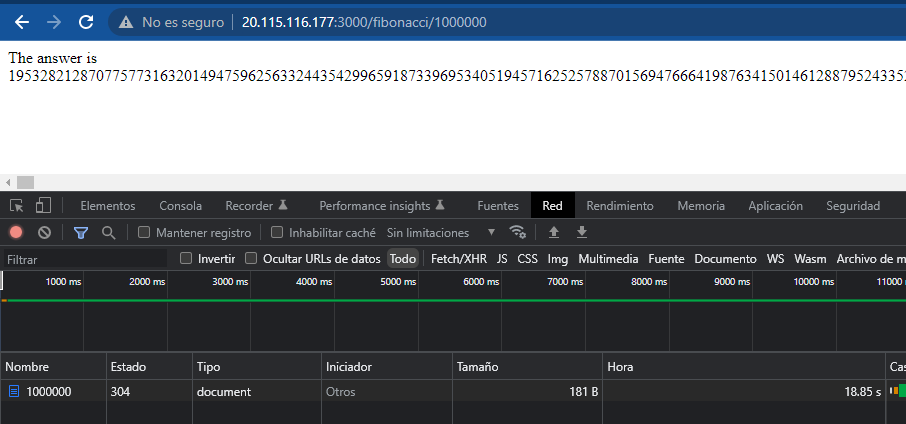 No es seguro | 20.115.116.177:3000/fibonacci/1000000
The answer is
19532821287077577316320149475962563324435429965918733969534051945716252578870156947666419876341501461288795243352
Elementos Consola Recorder Performance insights Fuentes Red Rendimiento Memoria Aplicación Seguridad
Mantener registro Inhabilitar caché Sin limitaciones
Filtrar Invertir Ocultar URLs de datos Todo Fetch/XHR JS CSS Img Multimedia Fuente Documento WS Wasm Archivo de m
1000 ms 2000 ms 3000 ms 4000 ms 5000 ms 6000 ms 7000 ms 8000 ms 9000 ms 10000 ms 11000
Nombre Estado Tipo Iniciador Tamaño Hora Cas
1000000 304 document Otros 181 B 18.85 s